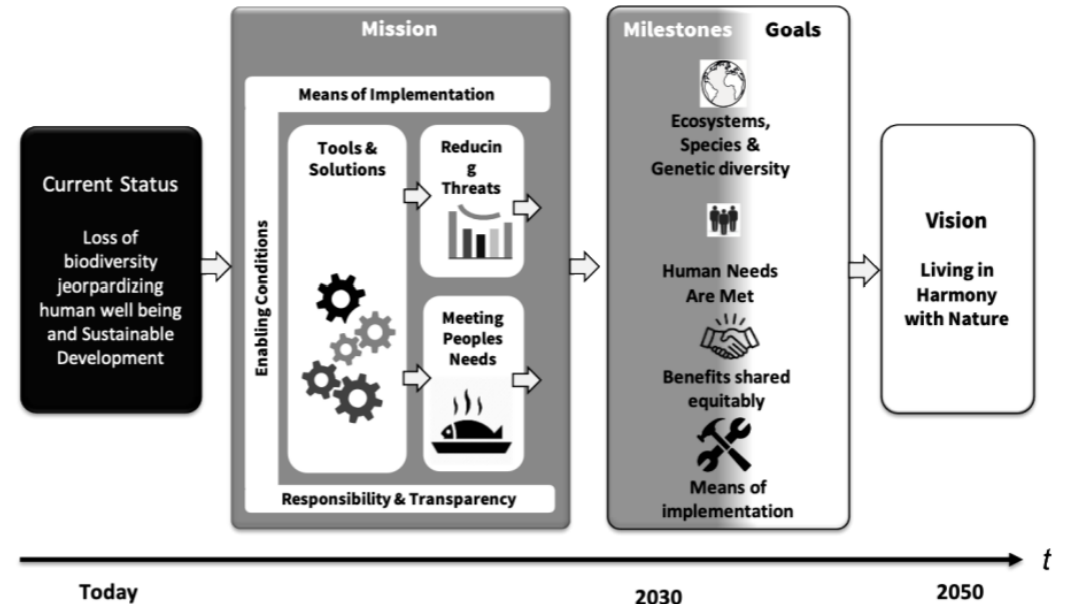 Current Status
Loss of
biodiversity
jeorpardizing
human well being
and Sustainable
Development
Mission
Means of Implementation
Enabling Conditions
Tools &
Solutions
Reducin
g
Threats
Meeting
Peoples
Needs
Responsibility & Transparency
Milestones Goals
Ecosystems,
Species &
Genetic diversity
Human Needs
Are Met
Benefits shared
equitably
Means of
implementation
Vision
Living in
Harmony
with Nature
t
Today
2030
2050